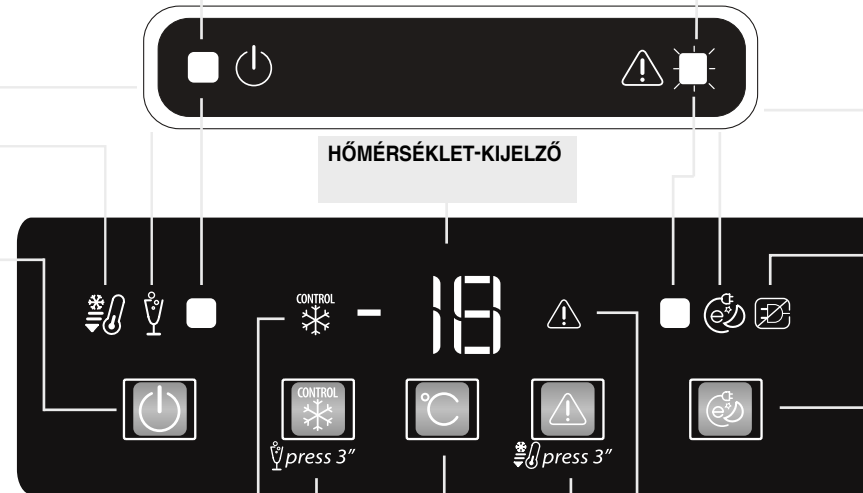 HŐMÉRSÉKLET-KIJELZŐ
CONTROL
- 18
CONTROL
°C
press 3”
press 3”